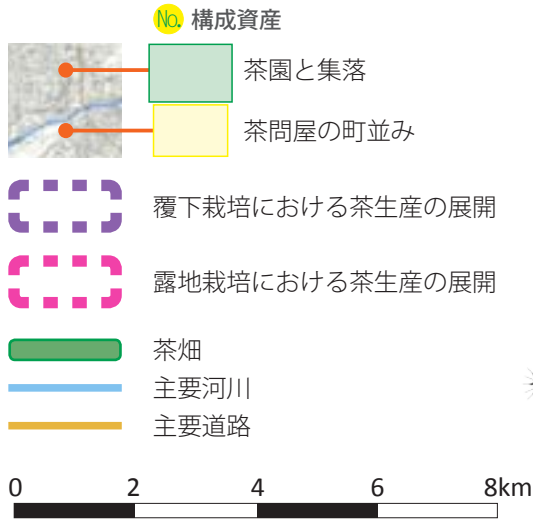 No. 構成資産
茶園と集落
茶問屋の町並み
覆下栽培における茶生産の展開
露地栽培における茶生産の展開
茶畑
主要河川
主要道路
0 2 4 6 8km